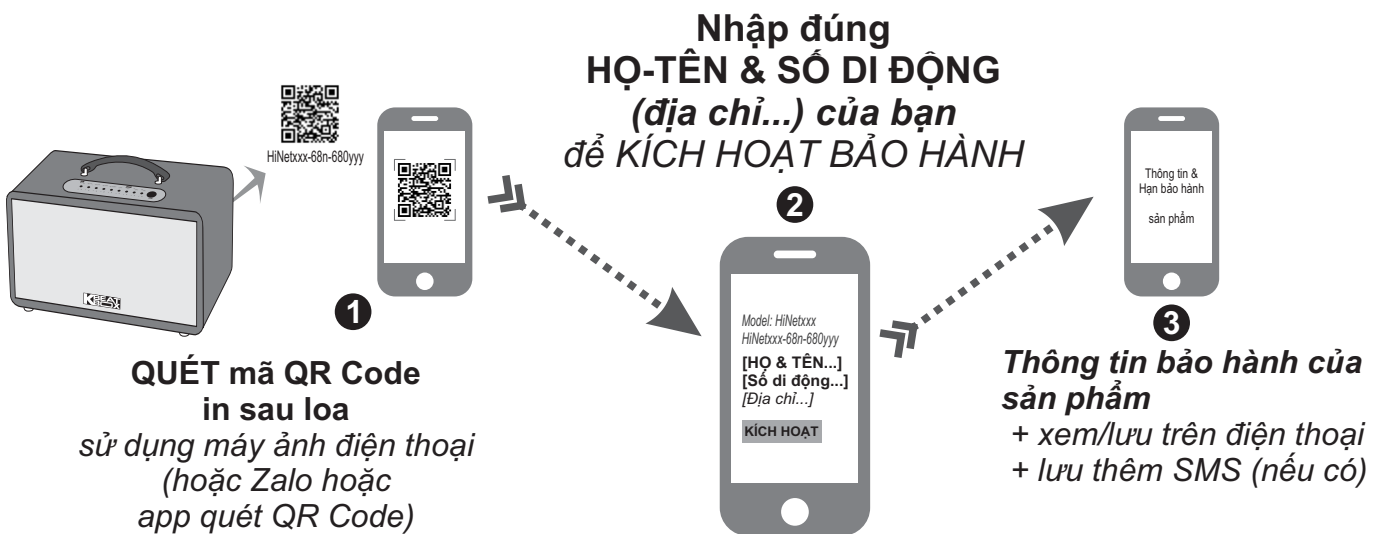 HiNetxxx-68n-680yyy
KBEATBOX
1
QUÉT mã QR Code
in sau loa
sử dụng máy ảnh điện thoại
(hoặc Zalo hoặc
app quét QR Code)
Nhập đúng
HỌ-TÊN & SỐ DI ĐỘNG
(địa chỉ...) của bạn
để KÍCH HOẠT BẢO HÀNH
2
Model: HiNetxxx
HiNetxxx-68n-680yyy
[HỌ & TÊN...]
[Số di động...]
[Địa chỉ...]
KÍCH HOẠT
Thông tin &
Hạn bảo hành
sản phẩm
3
Thông tin bảo hành của
sản phẩm
+ xem/lưu trên điện thoại
+ lưu thêm SMS (nếu có)